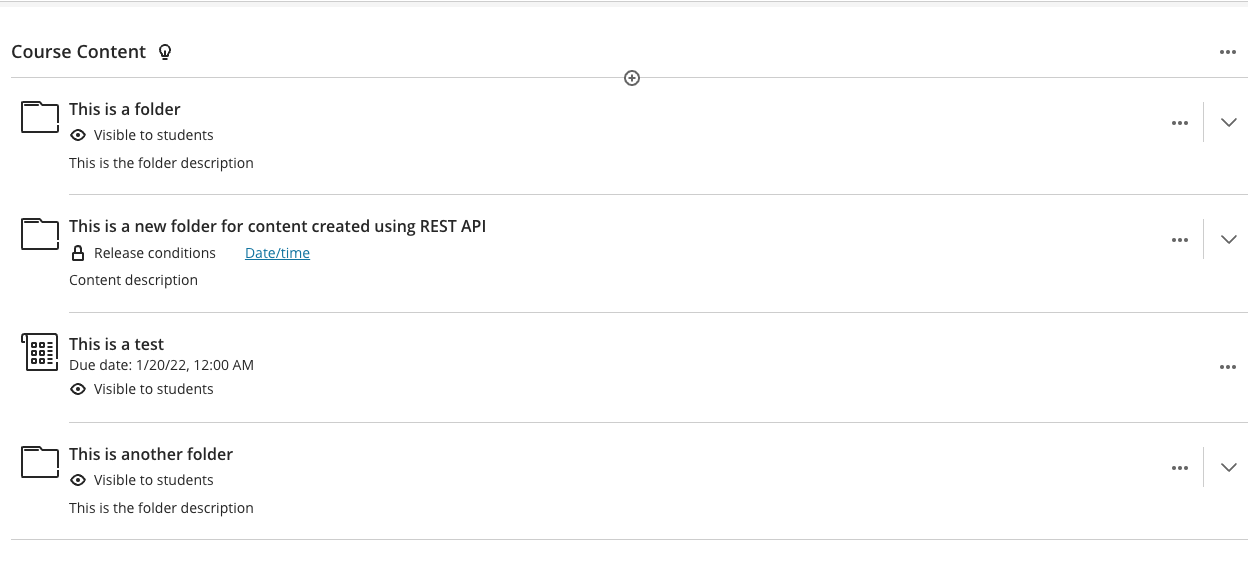 Course Content
This is a folder
Visible to students
This is the folder description
This is a new folder for content created using REST API
Release conditions Date/time
Content description
This is a test
Due date: 1/20/22, 12:00 AM
Visible to students
This is another folder
Visible to students
This is the folder description